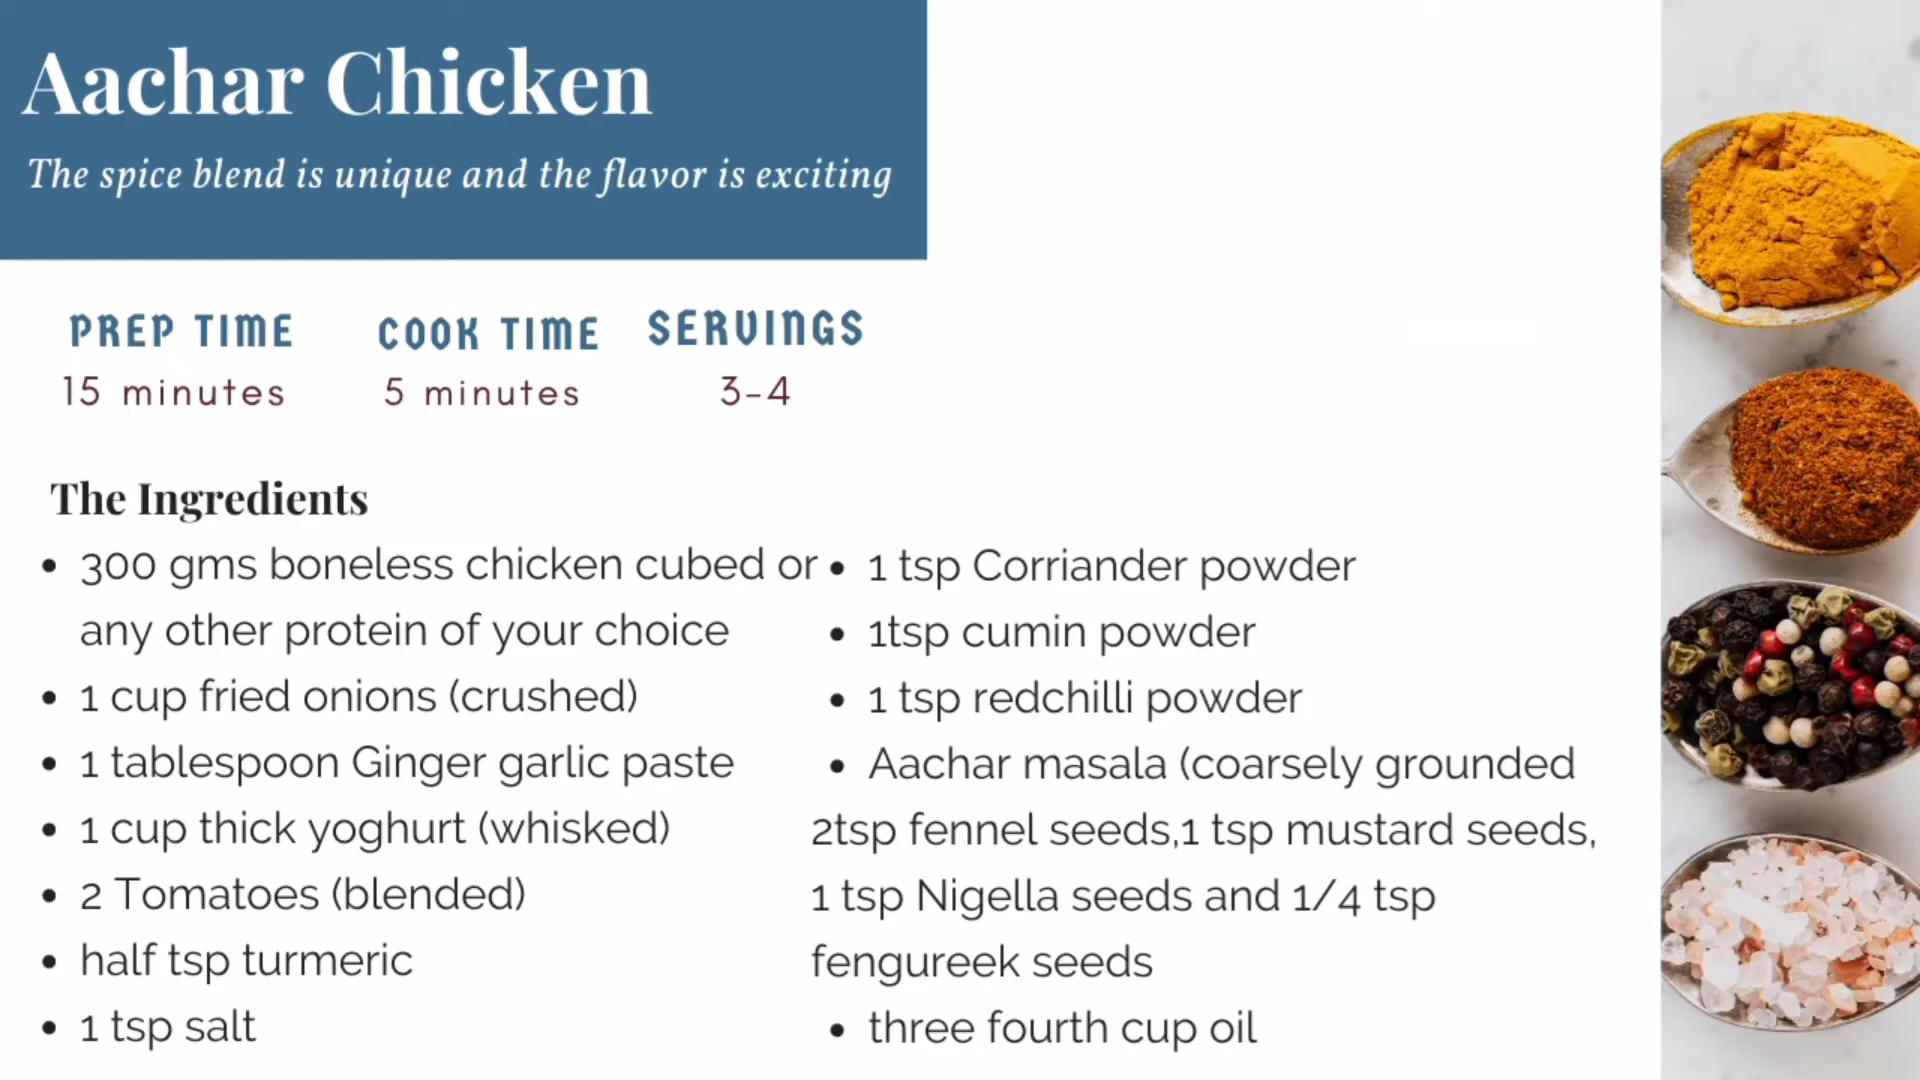 Aachar Chicken
The spice blend is unique and the flavor is exciting
PREP TIME
15 minutes
COOK TIME
5 minutes
SERVINGS
3-4
The Ingredients
• 300 gms boneless chicken cubed or
any other protein of your choice
• 1 cup fried onions (crushed)
• 1 tablespoon Ginger garlic paste
• 1 cup thick yoghurt (whisked)
• 2 Tomatoes (blended)
• half tsp turmeric
• 1 tsp salt
• 1 tsp Corriander powder
• 1tsp cumin powder
• 1 tsp redchilli powder
• Aachar masala (coarsely grounded
2tsp fennel seeds,1 tsp mustard seeds,
1 tsp Nigella seeds and 1/4 tsp
fengureek seeds
• three fourth cup oil